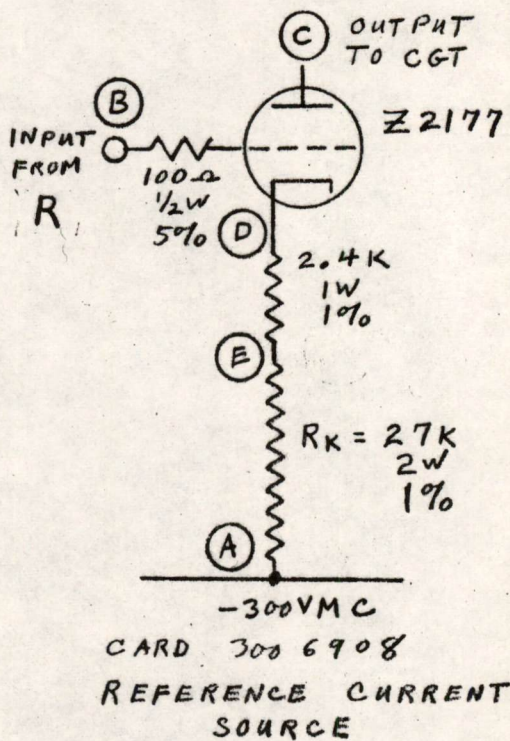 C
OUTPUT
TO CGT
B
Z2177
INPUT
FROM
R
100Ω
1/2W
5%
D
2.4K
1W
1%
E
RK = 27K
2W
1%
A
-300VMC
CARD 300 6908
REFERENCE CURRENT
SOURCE